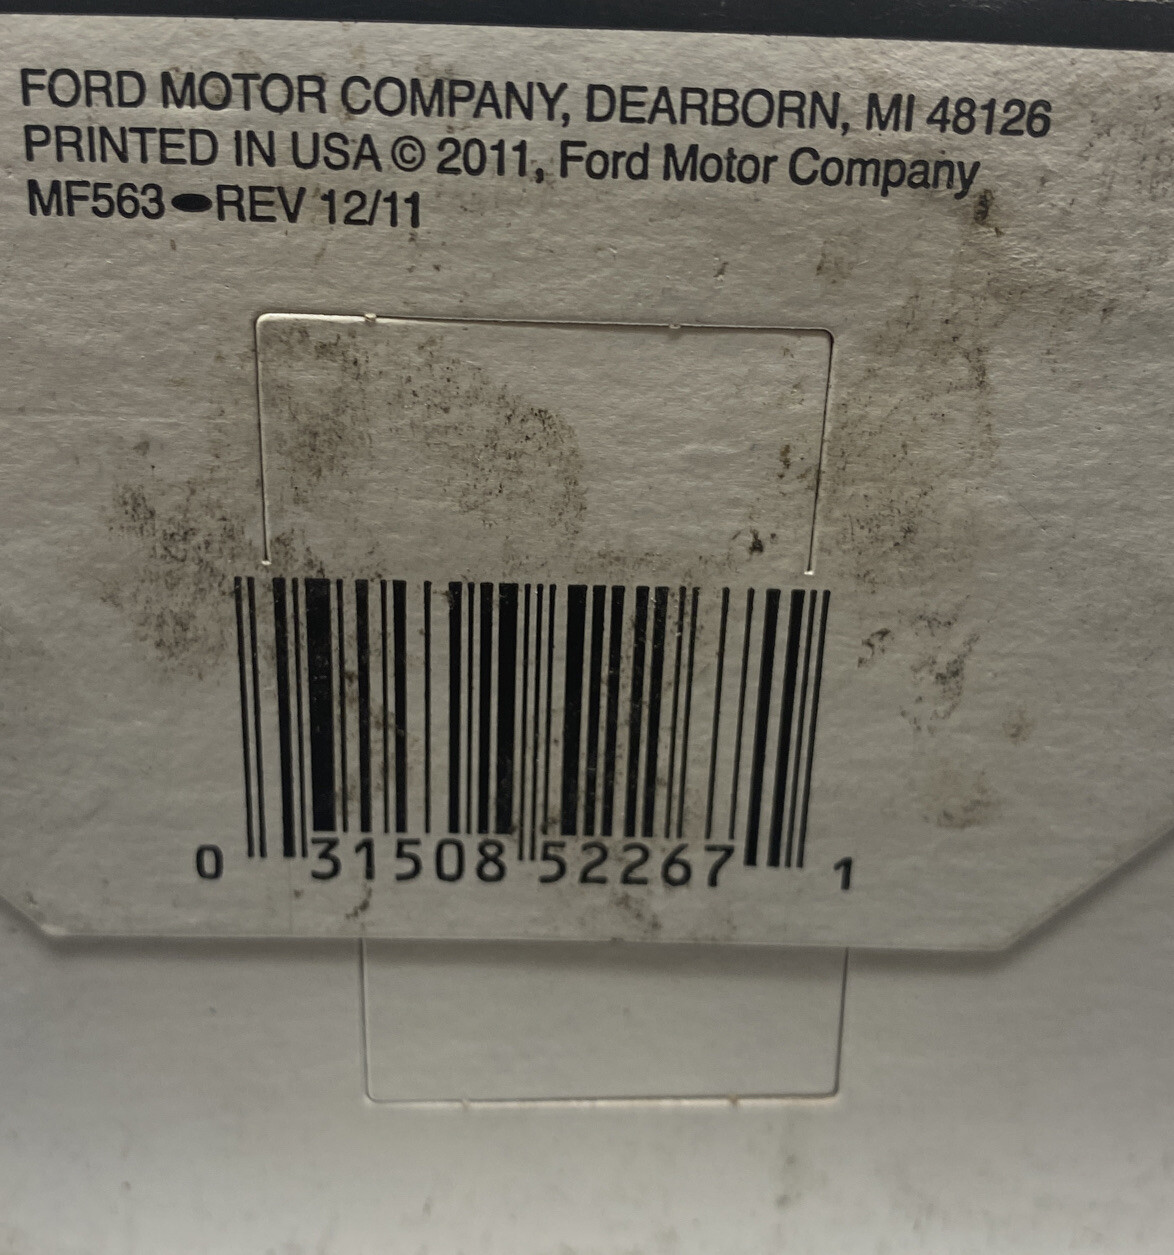 FORD MOTOR COMPANY, DEARBORN, MI 48126
PRINTED IN USA © 2011, Ford Motor Company
MF563 REV 12/11
0 31508 52267 1